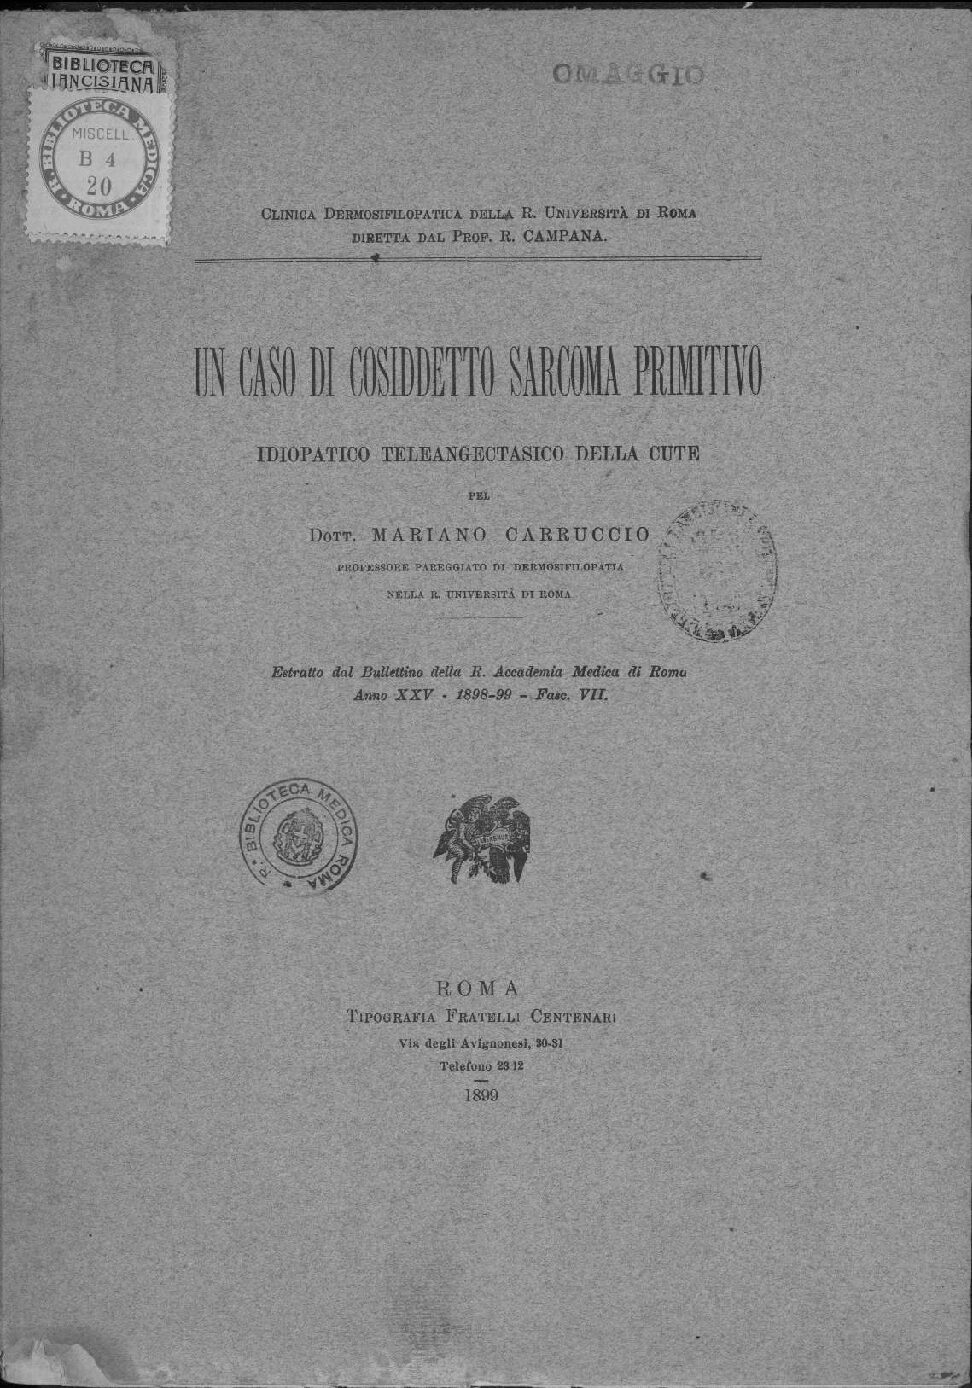 OMAGGIO
BIBLIOTECA
LANCISIANA
BIBLIOTECA MEDICA
MISCELL.
B 4
20
R. ROMA
CLINICA DERMOSIFILOPATICA DELLA R. UNIVERSITÀ DI ROMA
DIRETTA DAL PROF. R. CAMPANA.
UN CASO DI COSIDDETTO SARCOMA PRIMITIVO
IDIOPATICO TELEANGECTASICO DELLA CUTE
PEL
DOTT. MARIANO CARRUCCIO
PROFESSORE PAREGGIATO DI DERMOSIFILOPATIA
NELLA R. UNIVERSITÀ DI ROMA
Estratto dal Bullettino della R. Accademia Medica di Roma
Anno XXV - 1898-99 - Fasc. VII.
R. BIBLIOTECA MEDICA ROMA
ROMA
TIPOGRAFIA FRATELLI CENTENARI
Via degli Avignonesi, 30-31
Telefono 23 12
1899